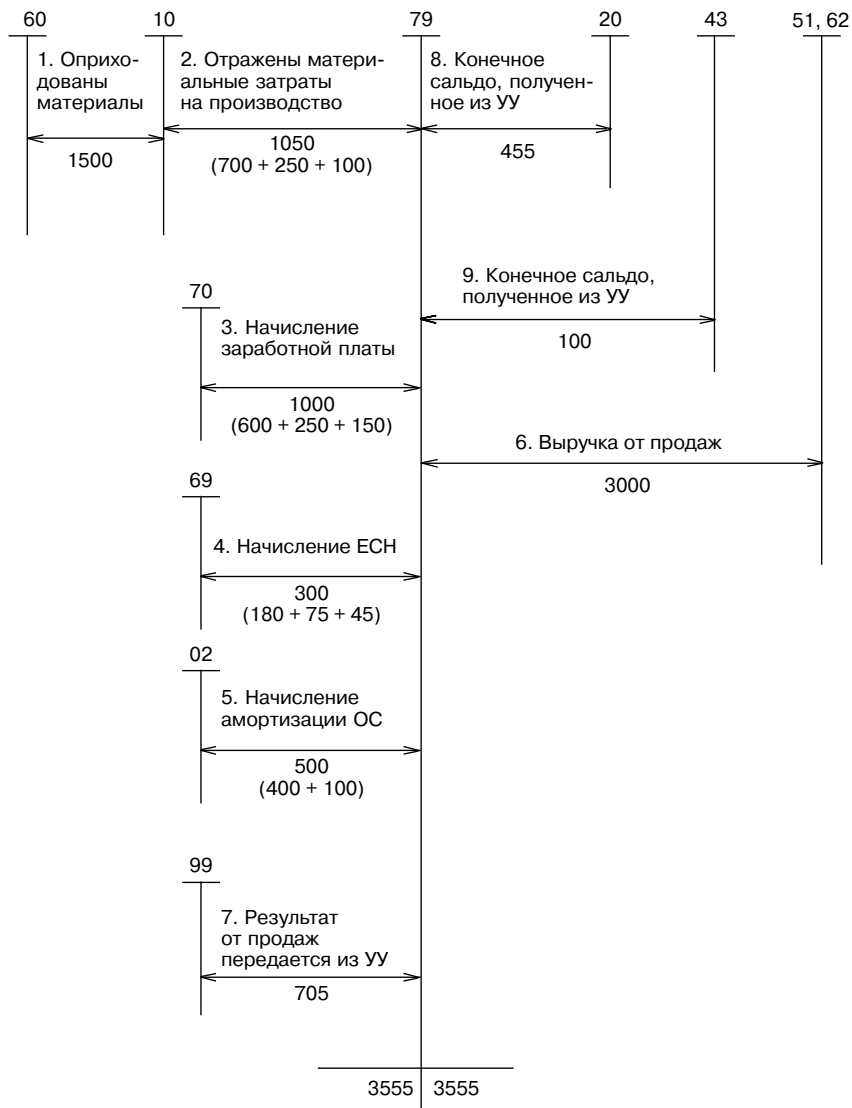 60 10 79 20 43 51, 62
1. Оприхо-
дованы
материалы
1500
2. Отражены матери-
альные затраты
на производство
1050
(700 + 250 + 100)
8. Конечное
сальдо, получен-
ное из УУ
455
9. Конечное сальдо,
полученное из УУ
100
70
3. Начисление
заработной платы
1000
(600 + 250 + 150)
6. Выручка от продаж
3000
69
4. Начисление ЕСН
300
(180 + 75 + 45)
02
5. Начисление
амортизации ОС
500
(400 + 100)
99
7. Результат
от продаж
передается из УУ
705
3555 3555